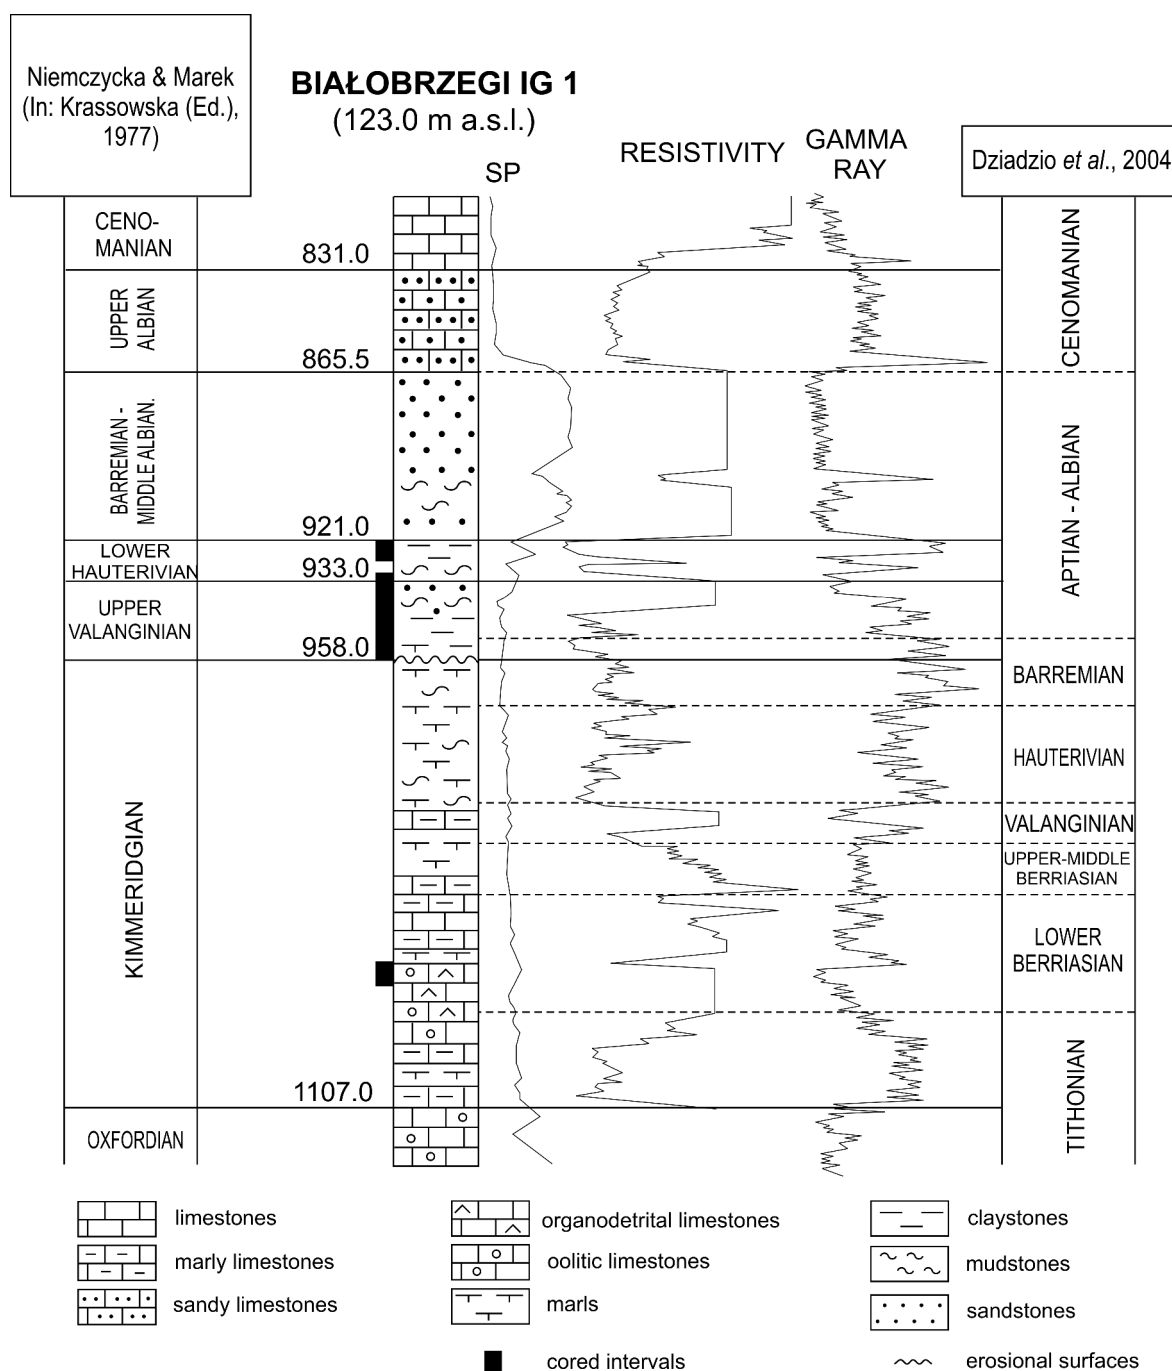 Niemczycka & Marek
(In: Krassowska (Ed.),
1977)
BIAŁOBRZEGI IG 1
(123.0 m a.s.l.)
SP
RESISTIVITY
GAMMA
RAY
Dziadzio et al., 2004
CENO-
MANIAN
831.0
UPPER
ALBIAN
865.5
BARREMIAN -
MIDDLE ALBIAN.
921.0
LOWER
HAUTERIVIAN
933.0
UPPER
VALANGINIAN
958.0
KIMMERIDGIAN
1107.0
OXFORDIAN
CENOMANIAN
APTIAN - ALBIAN
BARREMIAN
HAUTERIVIAN
VALANGINIAN
UPPER-MIDDLE
BERRIASIAN
LOWER
BERRIASIAN
TITHONIAN
limestones
marly limestones
sandy limestones
organodetrital limestones
oolitic limestones
marls
cored intervals
claystones
mudstones
sandstones
erosional surfaces